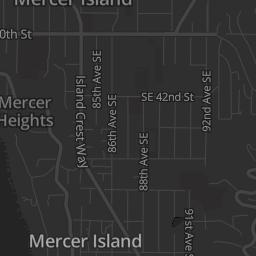 Mercer Island
0th St
85th Ave SE
SE 42nd St
92nd Ave SE
Mercer
Heights
Island Crest Way
86th Ave SE
88th Ave SE
91st Ave S
Mercer Island